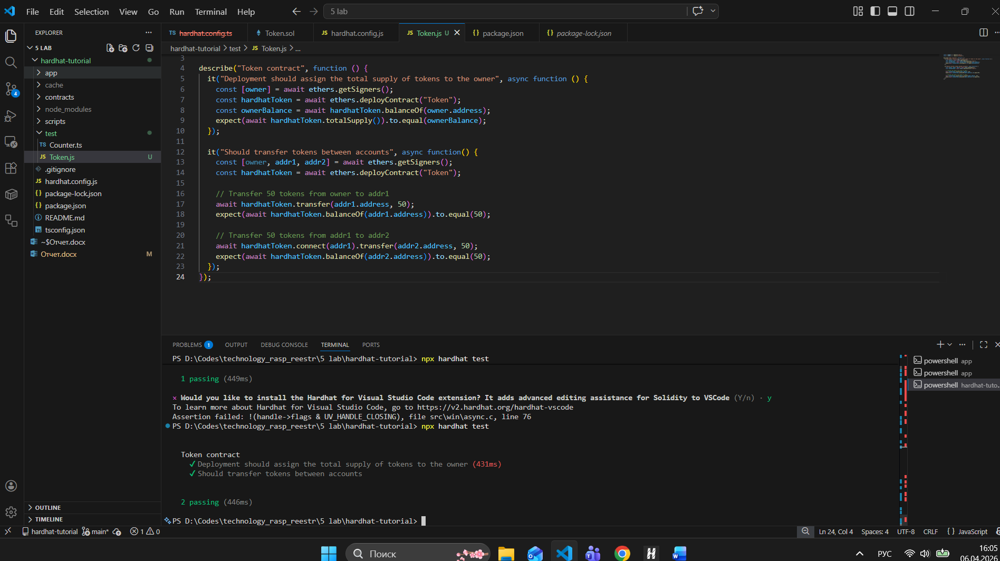 File Edit Selection View Go Run Terminal Help
5 lab
EXPLORER
5 LAB
hardhat-tutorial
app
cache
contracts
node_modules
scripts
test
TS Counter.ts
JS Token.js U
.gitignore
JS hardhat.config.js
{} package-lock.json
{} package.json
README.md
TS tsconfig.json
~$Отчет.docx
Отчет.docx M
OUTLINE
TIMELINE
4
TS hardhat.config.ts
Token.sol
JS hardhat.config.js
JS Token.js U
{} package.json
{} package-lock.json
hardhat-tutorial > test > JS Token.js > ...
3
4 describe("Token contract", function () {
5 it("Deployment should assign the total supply of tokens to the owner", async function () {
6 const [owner] = await ethers.getSigners();
7 const hardhatToken = await ethers.deployContract("Token");
8 const ownerBalance = await hardhatToken.balanceOf(owner.address);
9 expect(await hardhatToken.totalSupply()).to.equal(ownerBalance);
10 });
11
12 it("Should transfer tokens between accounts", async function() {
13 const [owner, addr1, addr2] = await ethers.getSigners();
14 const hardhatToken = await ethers.deployContract("Token");
15
16 // Transfer 50 tokens from owner to addr1
17 await hardhatToken.transfer(addr1.address, 50);
18 expect(await hardhatToken.balanceOf(addr1.address)).to.equal(50);
19
20 // Transfer 50 tokens from addr1 to addr2
21 await hardhatToken.connect(addr1).transfer(addr2.address, 50);
22 expect(await hardhatToken.balanceOf(addr2.address)).to.equal(50);
23 });
24 });
PROBLEMS 1 OUTPUT DEBUG CONSOLE TERMINAL PORTS
PS D:\Codes\technology_rasp_reestr\5 lab\hardhat-tutorial> npx hardhat test
1 passing (449ms)
× Would you like to install the Hardhat for Visual Studio Code extension? It adds advanced editing assistance for Solidity to VSCode (Y/n) · y
To learn more about Hardhat for Visual Studio Code, go to https://v2.hardhat.org/hardhat-vscode
Assertion failed: !(handle->flags & UV_HANDLE_CLOSING), file src\win\async.c, line 76
PS D:\Codes\technology_rasp_reestr\5 lab\hardhat-tutorial> npx hardhat test
Token contract
✓ Deployment should assign the total supply of tokens to the owner (431ms)
✓ Should transfer tokens between accounts
2 passing (446ms)
PS D:\Codes\technology_rasp_reestr\5 lab\hardhat-tutorial>
powershell app
powershell app
powershell hardhat-tuto...
hardhat-tutorial main* 1 0
Ln 24, Col 4 Spaces: 4 UTF-8 CRLF {} JavaScript
Поиск
РУС
16:05
06.04.2026